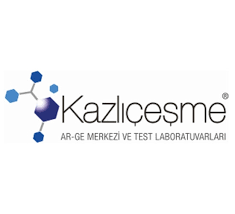 Kazlıçeşme®
AR-GE MERKEZİ VE TEST LABORATUVARLARI